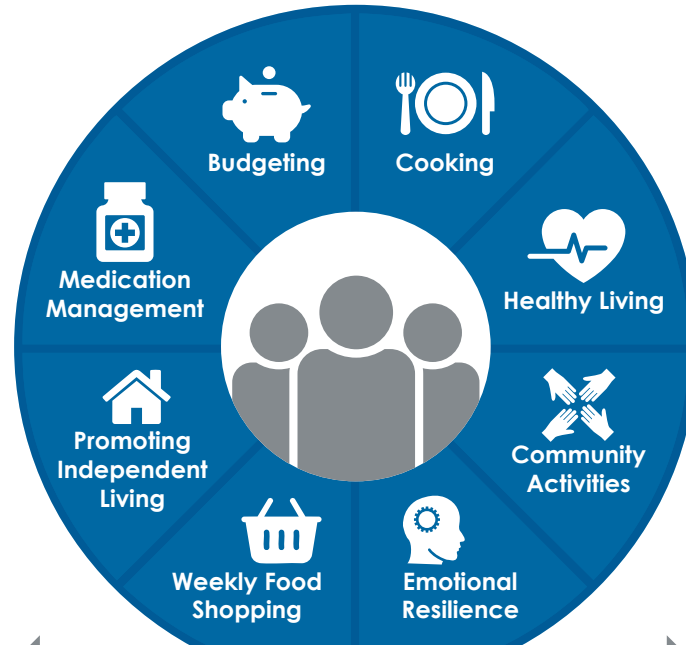 Budgeting
Cooking
Medication
Management
Healthy Living
Promoting
Independent
Living
Community
Activities
Weekly Food
Shopping
Emotional
Resilience